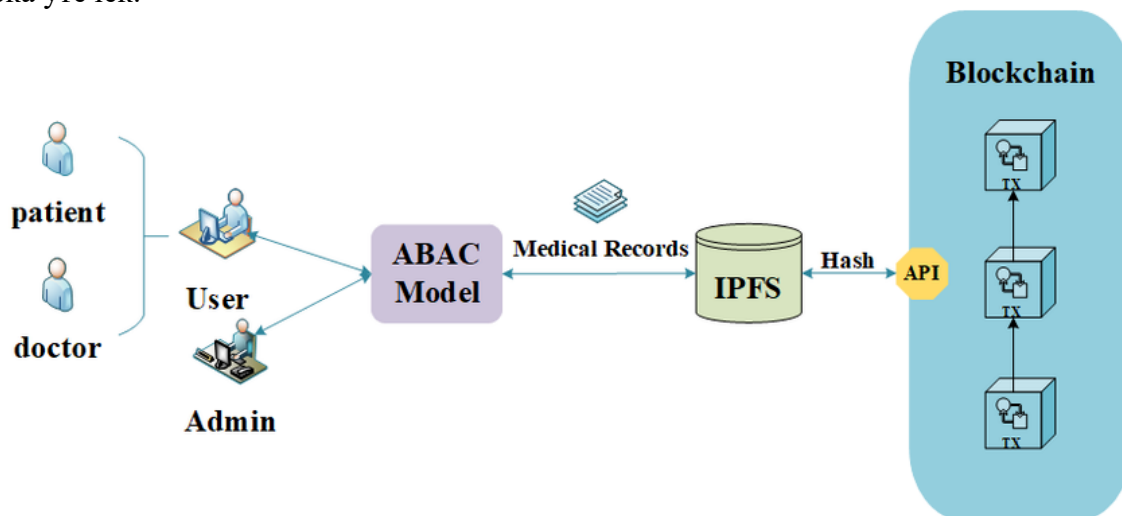 Blockchain
TX
patient
Medical Records
ABAC
Model
IPFS
Hash
API
TX
User
doctor
Admin
TX